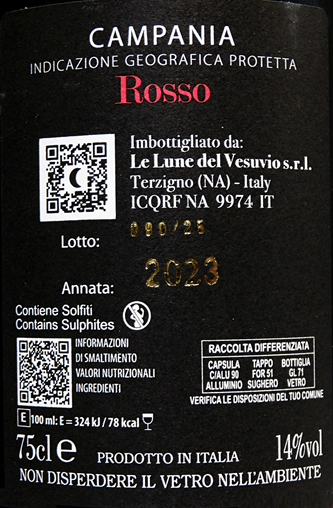 CAMPANIA
INDICAZIONE GEOGRAFICA PROTETTA
Rosso
Imbottigliato da:
Le Lune del Vesuvio s.r.l.
Terzigno (NA) - Italy
ICQRF NA 9974 IT
Lotto: 090/25
Annata: 2023
Contiene Solfiti
Contains Sulphites
INFORMAZIONI
DI SMALTIMENTO
VALORI NUTRIZIONALI
INGREDIENTI
RACCOLTA DIFFERENZIATA
CAPSULA TAPPO BOTTIGLIA
C/ALU 90 FOR 51 GL 71
ALLUMINIO SUGHERO VETRO
VERIFICA LE DISPOSIZIONI DEL TUO COMUNE
E 100 ml: E = 324 kJ / 78 kcal
75cl e PRODOTTO IN ITALIA 14%vol
NON DISPERDERE IL VETRO NELL'AMBIENTE